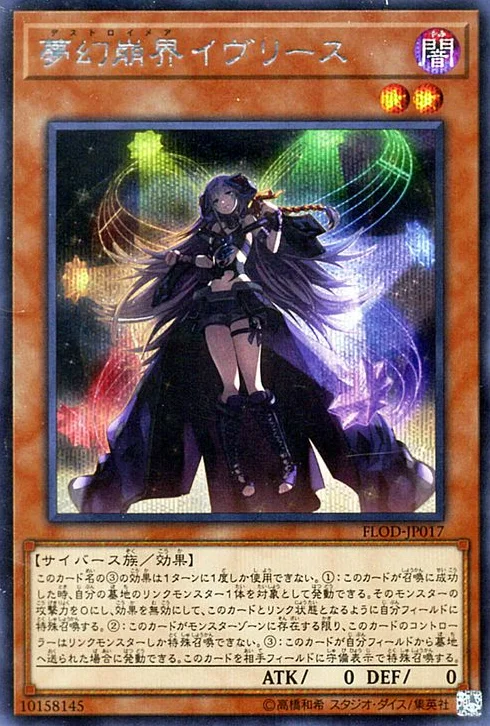 デストロイメア
夢幻崩界イヴリース
闇
FLOD-JP017
【サイバース族／効果】
このカード名の③の効果は１ターンに１度しか使用できない。①：このカードが召喚に成功
した時、自分の墓地のリンクモンスター１体を対象として発動できる。そのモンスターの
攻撃力を０にし、効果を無効にして、このカードとリンク状態となるように自分フィールドに
特殊召喚する。②：このカードがモンスターゾーンに存在する限り、このカードのコントロ
ーラーはリンクモンスターしか特殊召喚できない。③：このカードが自分フィールドから墓地
へ送られた場合に発動できる。このカードを相手フィールドに守備表示で特殊召喚する。
ATK/ 0 DEF/ 0
10158145 ©高橋和希 スタジオ・ダイス/集英社